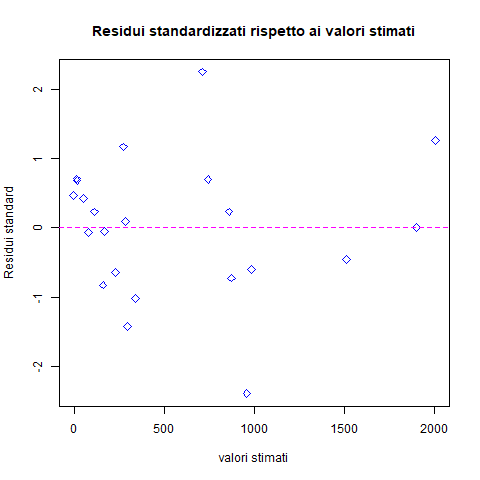 Residui standardizzati rispetto ai valori stimati
Residui standard
2
1
0
-1
-2
0 500 1000 1500 2000
valori stimati